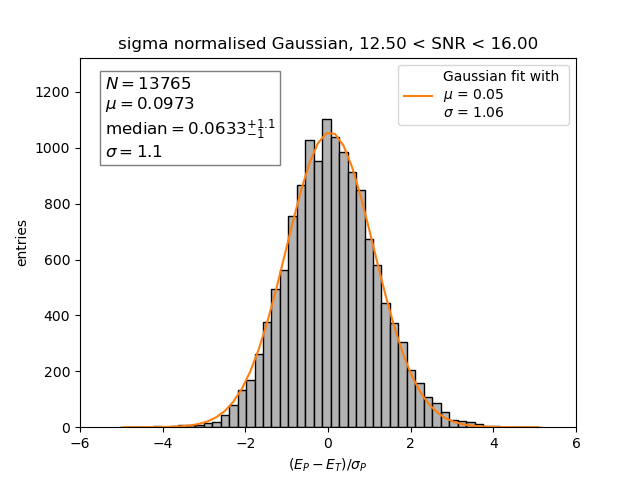 sigma normalised Gaussian, 12.50 < SNR < 16.00
N = 13765
μ = 0.0973
median = 0.0633 +1.1 −1
σ = 1.1
Gaussian fit with
μ = 0.05
σ = 1.06
entries
1200
1000
800
600
400
200
0
−6 −4 −2 0 2 4 6
(E_P − E_T)/σ_P